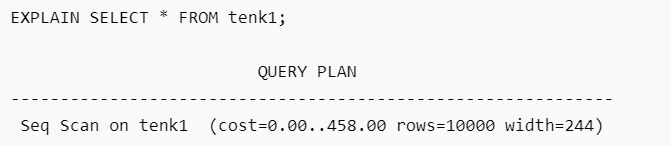 EXPLAIN SELECT * FROM tenk1;
QUERY PLAN
-------------------------------------------------------------
Seq Scan on tenk1  (cost=0.00..458.00 rows=10000 width=244)